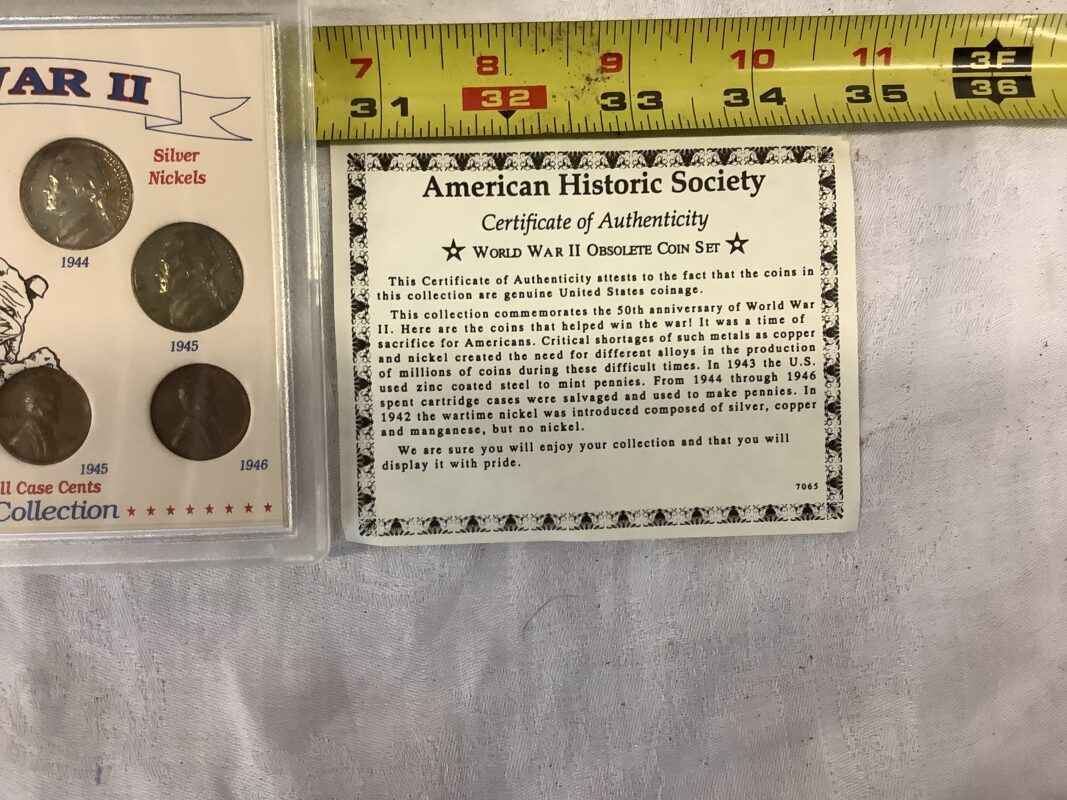 WAR II
Silver
Nickels
1944
1945
1945
1946
ll Case Cents
Collection
7 8 9 10 11 3F
31 32 33 34 35 36
American Historic Society
Certificate of Authenticity
World War II Obsolete Coin Set
This Certificate of Authenticity attests to the fact that the coins in
this collection are genuine United States coinage.
This collection commemorates the 50th anniversary of World War
II. Here are the coins that helped win the war! It was a time of
sacrifice for Americans. Critical shortages of such metals as copper
and nickel created the need for different alloys in the production
of millions of coins during these difficult times. In 1943 the U.S.
used zinc coated steel to mint pennies. From 1944 through 1946
spent cartridge cases were salvaged and used to make pennies. In
1942 the wartime nickel was introduced composed of silver, copper
and manganese, but no nickel.
We are sure you will enjoy your collection and that you will
display it with pride.
7065